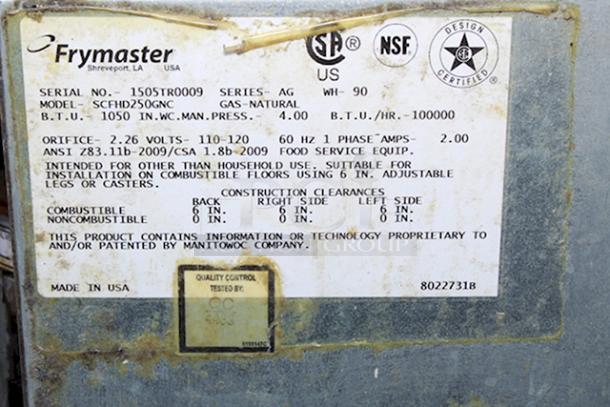 Frymaster
Shreveport, LA USA
SA ®
US
NSF
DESIGN
CERTIFIED
SERIAL NO.- 1505TR0009 SERIES- AG WH- 90
MODEL- SCFHD250GNC GAS-NATURAL
B.T.U.- 1050 IN.WC.MAN.PRESS.- 4.00 B.T.U./HR.-100000
ORIFICE- 2.26 VOLTS- 110-120 60 HZ 1 PHASE AMPS- 2.00
ANSI Z83.11b-2009/CSA 1.8b-2009 FOOD SERVICE EQUIP.
INTENDED FOR OTHER THAN HOUSEHOLD USE. SUITABLE FOR
INSTALLATION ON COMBUSTIBLE FLOORS USING 6 IN. ADJUSTABLE
LEGS OR CASTERS.
CONSTRUCTION CLEARANCES
BACK RIGHT SIDE LEFT SIDE
COMBUSTIBLE 6 IN. 6 IN. 6 IN.
NONCOMBUSTIBLE 0 IN. 0 IN. 0 IN.
THIS PRODUCT CONTAINS INFORMATION OR TECHNOLOGY PROPRIETARY TO
AND/OR PATENTED BY MANITOWOC COMPANY.
GROUP
MADE IN USA
8022731B
QUALITY CONTROL
TESTED BY: